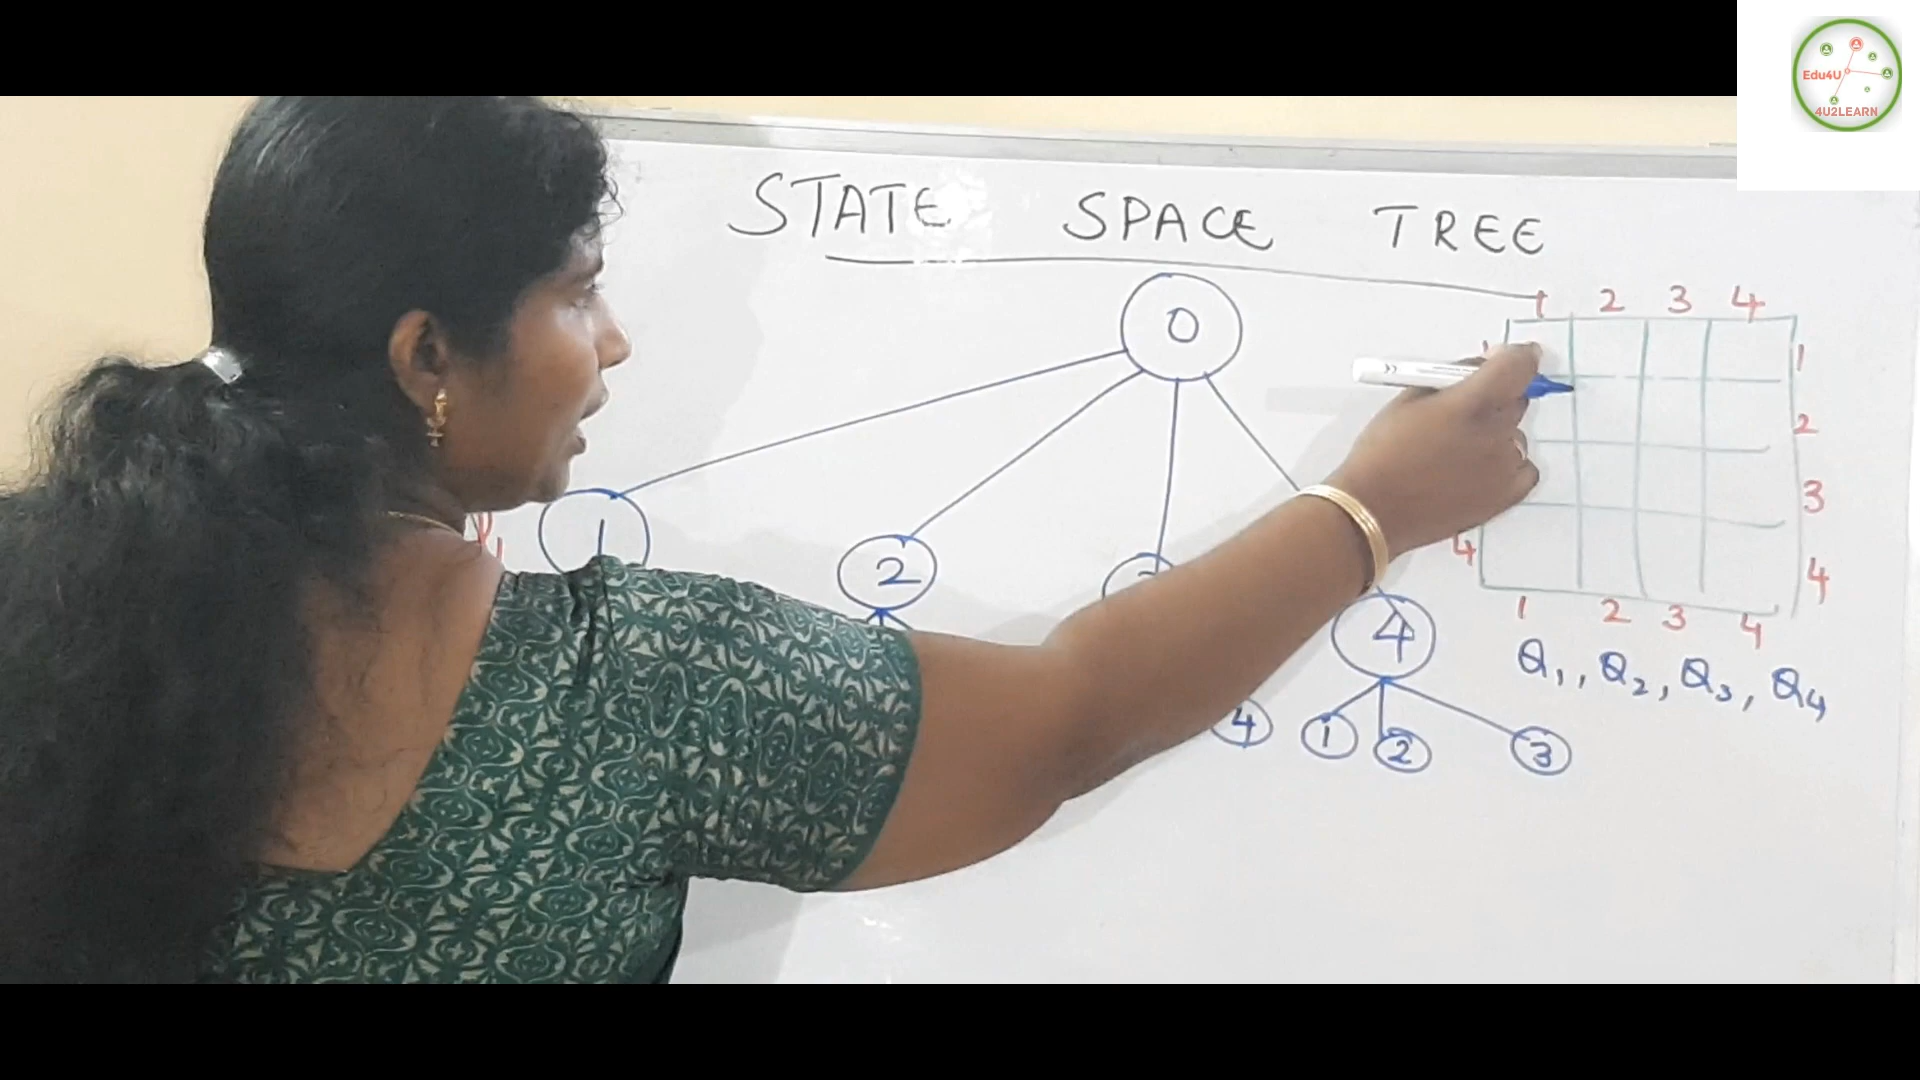 Edu4U
4U2LEARN
STATE SPACE TREE
0
1 2 3 4
1
2
3
4
4
1
2
4
1 2 3 4
Q1, Q2, Q3, Q4
4 1 2 3